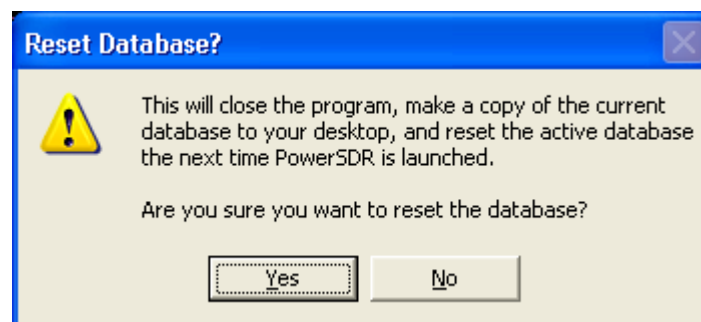 Reset Database?
This will close the program, make a copy of the current
database to your desktop, and reset the active database
the next time PowerSDR is launched.
Are you sure you want to reset the database?
Yes
No